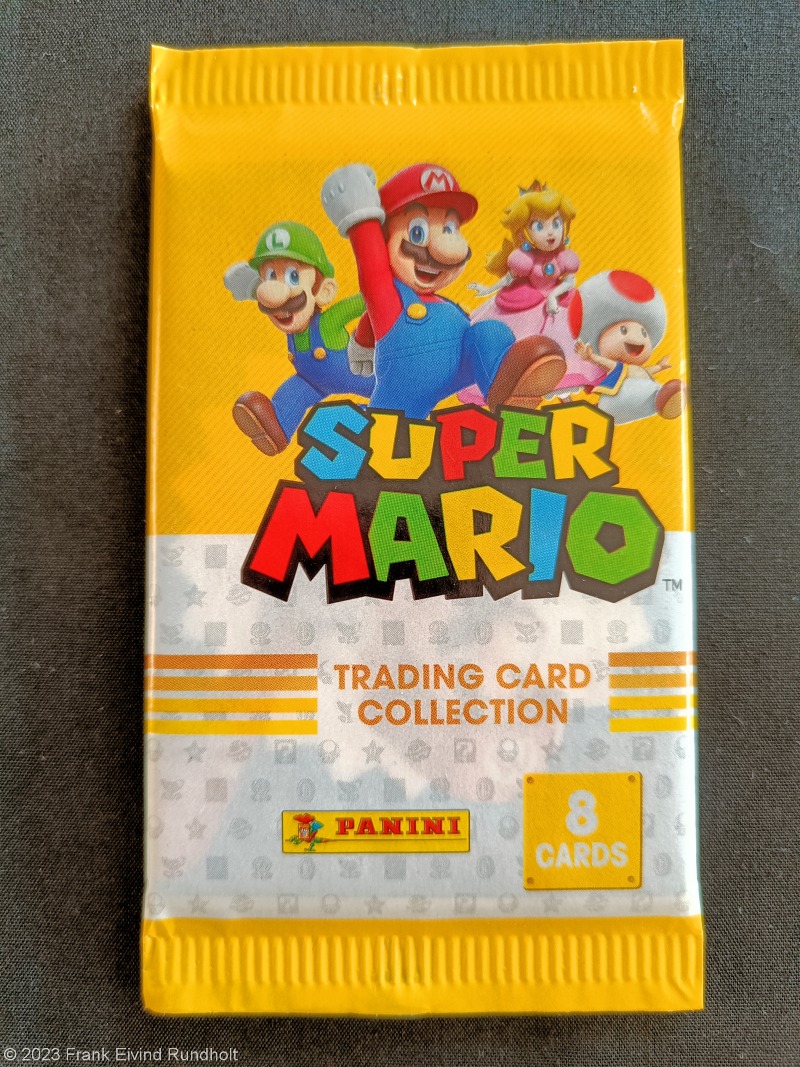 M
L
SUPER
MARIO
TM
TRADING CARD
COLLECTION
PANINI
8
CARDS
© 2023 Frank Eivind Rundholt